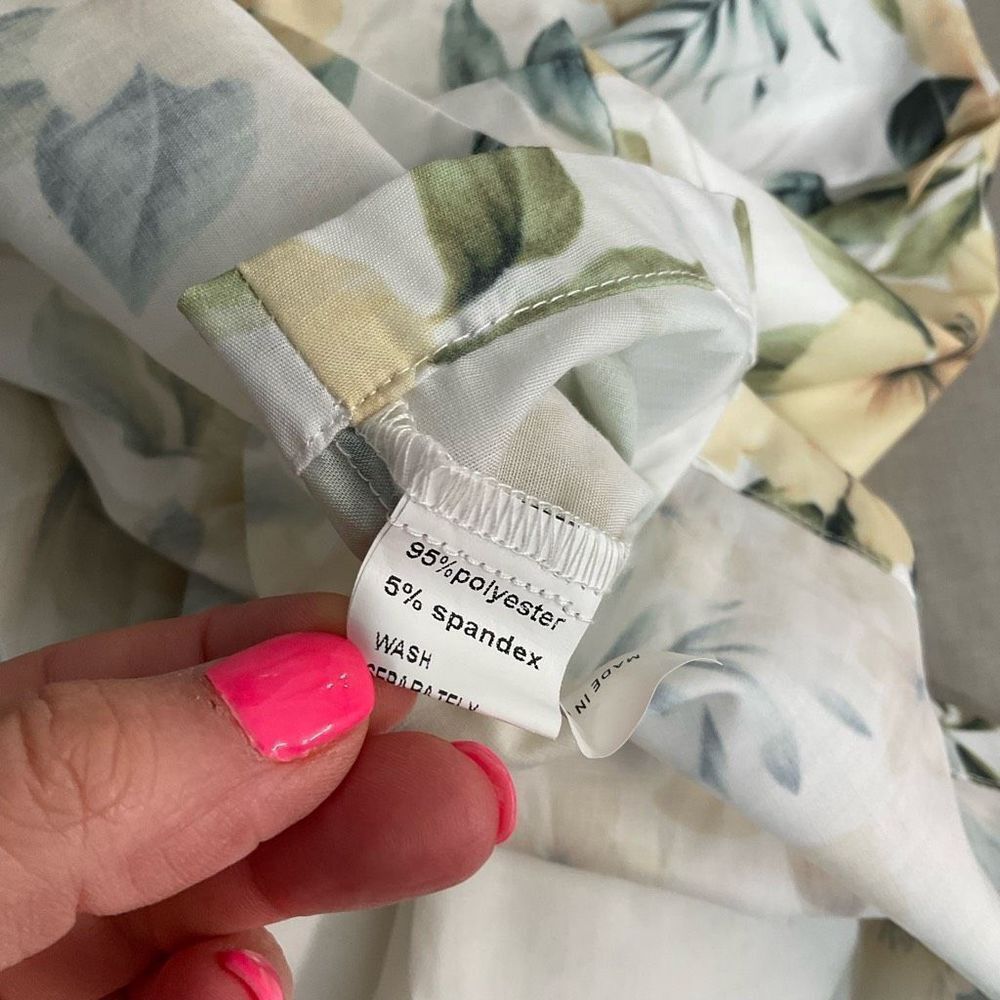 95%polyester
5% spandex
WASH
SEPARATELY
MADE IN